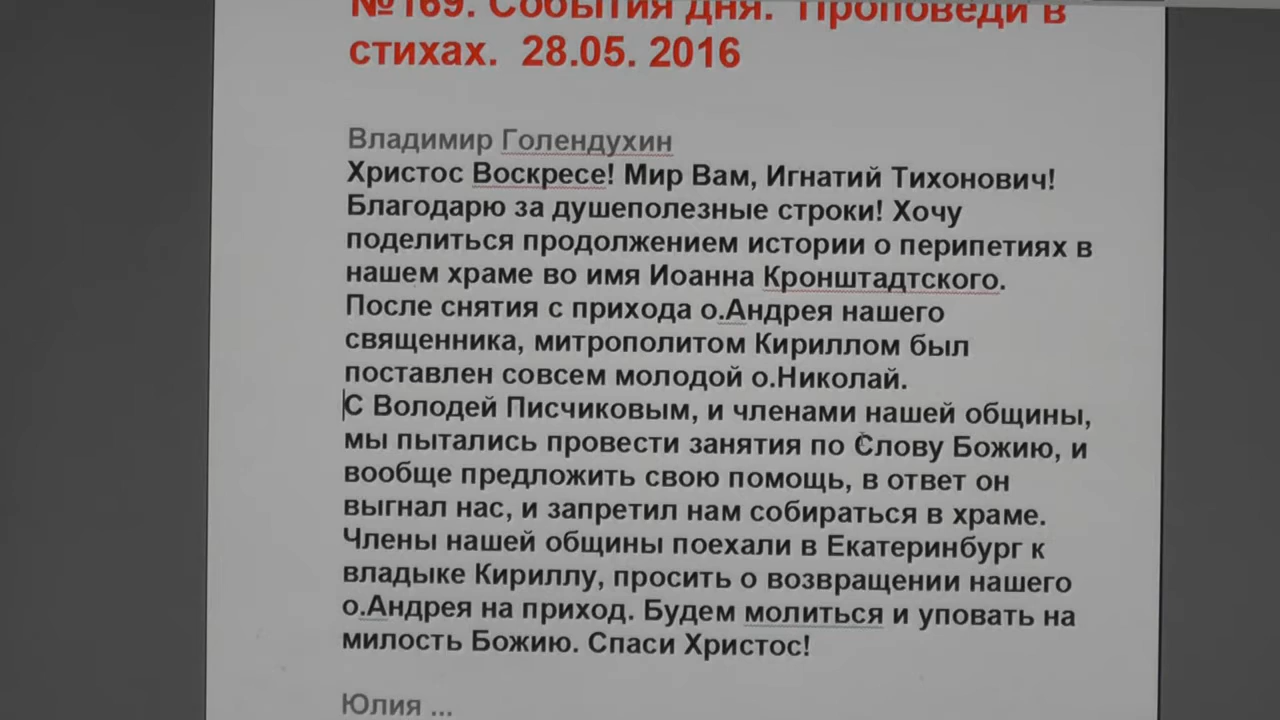 №169. События дня. Проповеди в
стихах. 28.05. 2016
Владимир Голендухин
Христос Воскресе! Мир Вам, Игнатий Тихонович!
Благодарю за душеполезные строки! Хочу
поделиться продолжением истории о перипетиях в
нашем храме во имя Иоанна Кронштадтского.
После снятия с прихода о.Андрея нашего
священника, митрополитом Кириллом был
поставлен совсем молодой о.Николай.
С Володей Писчиковым, и членами нашей общины,
мы пытались провести занятия по Слову Божию, и
вообще предложить свою помощь, в ответ он
выгнал нас, и запретил нам собираться в храме.
Члены нашей общины поехали в Екатеринбург к
владыке Кириллу, просить о возвращении нашего
о.Андрея на приход. Будем молиться и уповать на
милость Божию. Спаси Христос!
Юлия ...